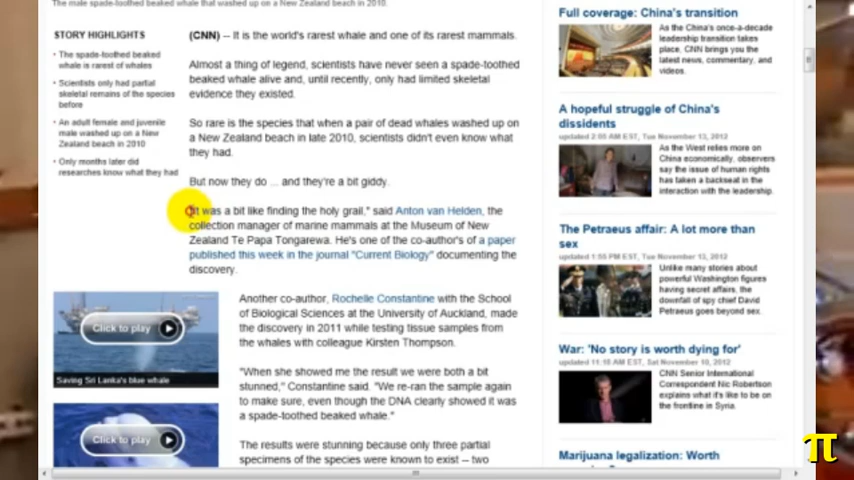 The male spade-toothed beaked whale that washed up on a New Zealand beach in 2010.
STORY HIGHLIGHTS
The spade-toothed beaked
whale is rarest of whales
Scientists only had partial
skeletal remains of the species
before
An adult female and juvenile
male washed up on a New
Zealand beach in 2010
Only months later did
researchers know what they had
(CNN) -- It is the world's rarest whale and one of its rarest mammals.
Almost a thing of legend, scientists have never seen a spade-toothed
beaked whale alive and, until recently, only had limited skeletal
evidence they existed.
So rare is the species that when a pair of dead whales washed up on
a New Zealand beach in late 2010, scientists didn't even know what
they had.
But now they do ... and they're a bit giddy.
"It was a bit like finding the holy grail," said Anton van Helden, the
collection manager of marine mammals at the Museum of New
Zealand Te Papa Tongarewa. He's one of the co-author's of a paper
published this week in the journal "Current Biology" documenting the
discovery.
Click to play
Saving Sri Lanka's blue whale
Click to play
Another co-author, Rochelle Constantine with the School
of Biological Sciences at the University of Auckland, made
the discovery in 2011 while testing tissue samples from
the whales with colleague Kirsten Thompson.
"When she showed me the result we were both a bit
stunned," Constantine said. "We re-ran the sample again
to make sure, even though the DNA clearly showed it was
a spade-toothed beaked whale."
The results were stunning because only three partial
specimens of the species were known to exist -- two
Full coverage: China's transition
As the China's once-a-decade
leadership transition takes
place, CNN brings you the
latest news, commentary, and
videos.
A hopeful struggle of China's
dissidents
updated 2:05 AM EST, Tue November 13, 2012
As the West relies more on
China economically, observers
say the issue of human rights
has taken a backseat in the
interaction with the leadership.
The Petraeus affair: A lot more than
sex
updated 1:55 PM EST, Tue November 13, 2012
Unlike many stories about
powerful Washington figures
having secret affairs, the
downfall of spy chief David
Petraeus goes beyond sex.
War: 'No story is worth dying for'
updated 11:18 AM EST, Sat November 10, 2012
CNN Senior International
Correspondent Nic Robertson
explains what it's like to be on
the frontline in Syria.
Marijuana legalization: Worth
π